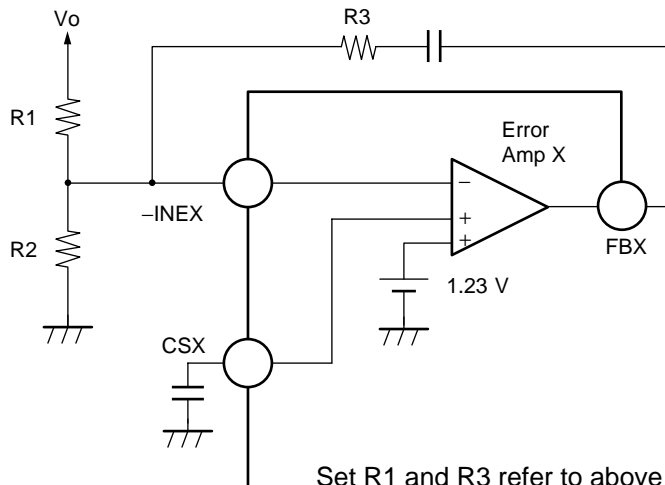 Vo
R3
R1
Error
Amp X
–INEX
−
+
+
R2
FBX
1.23 V
CSX
Set R1 and R3 refer to above